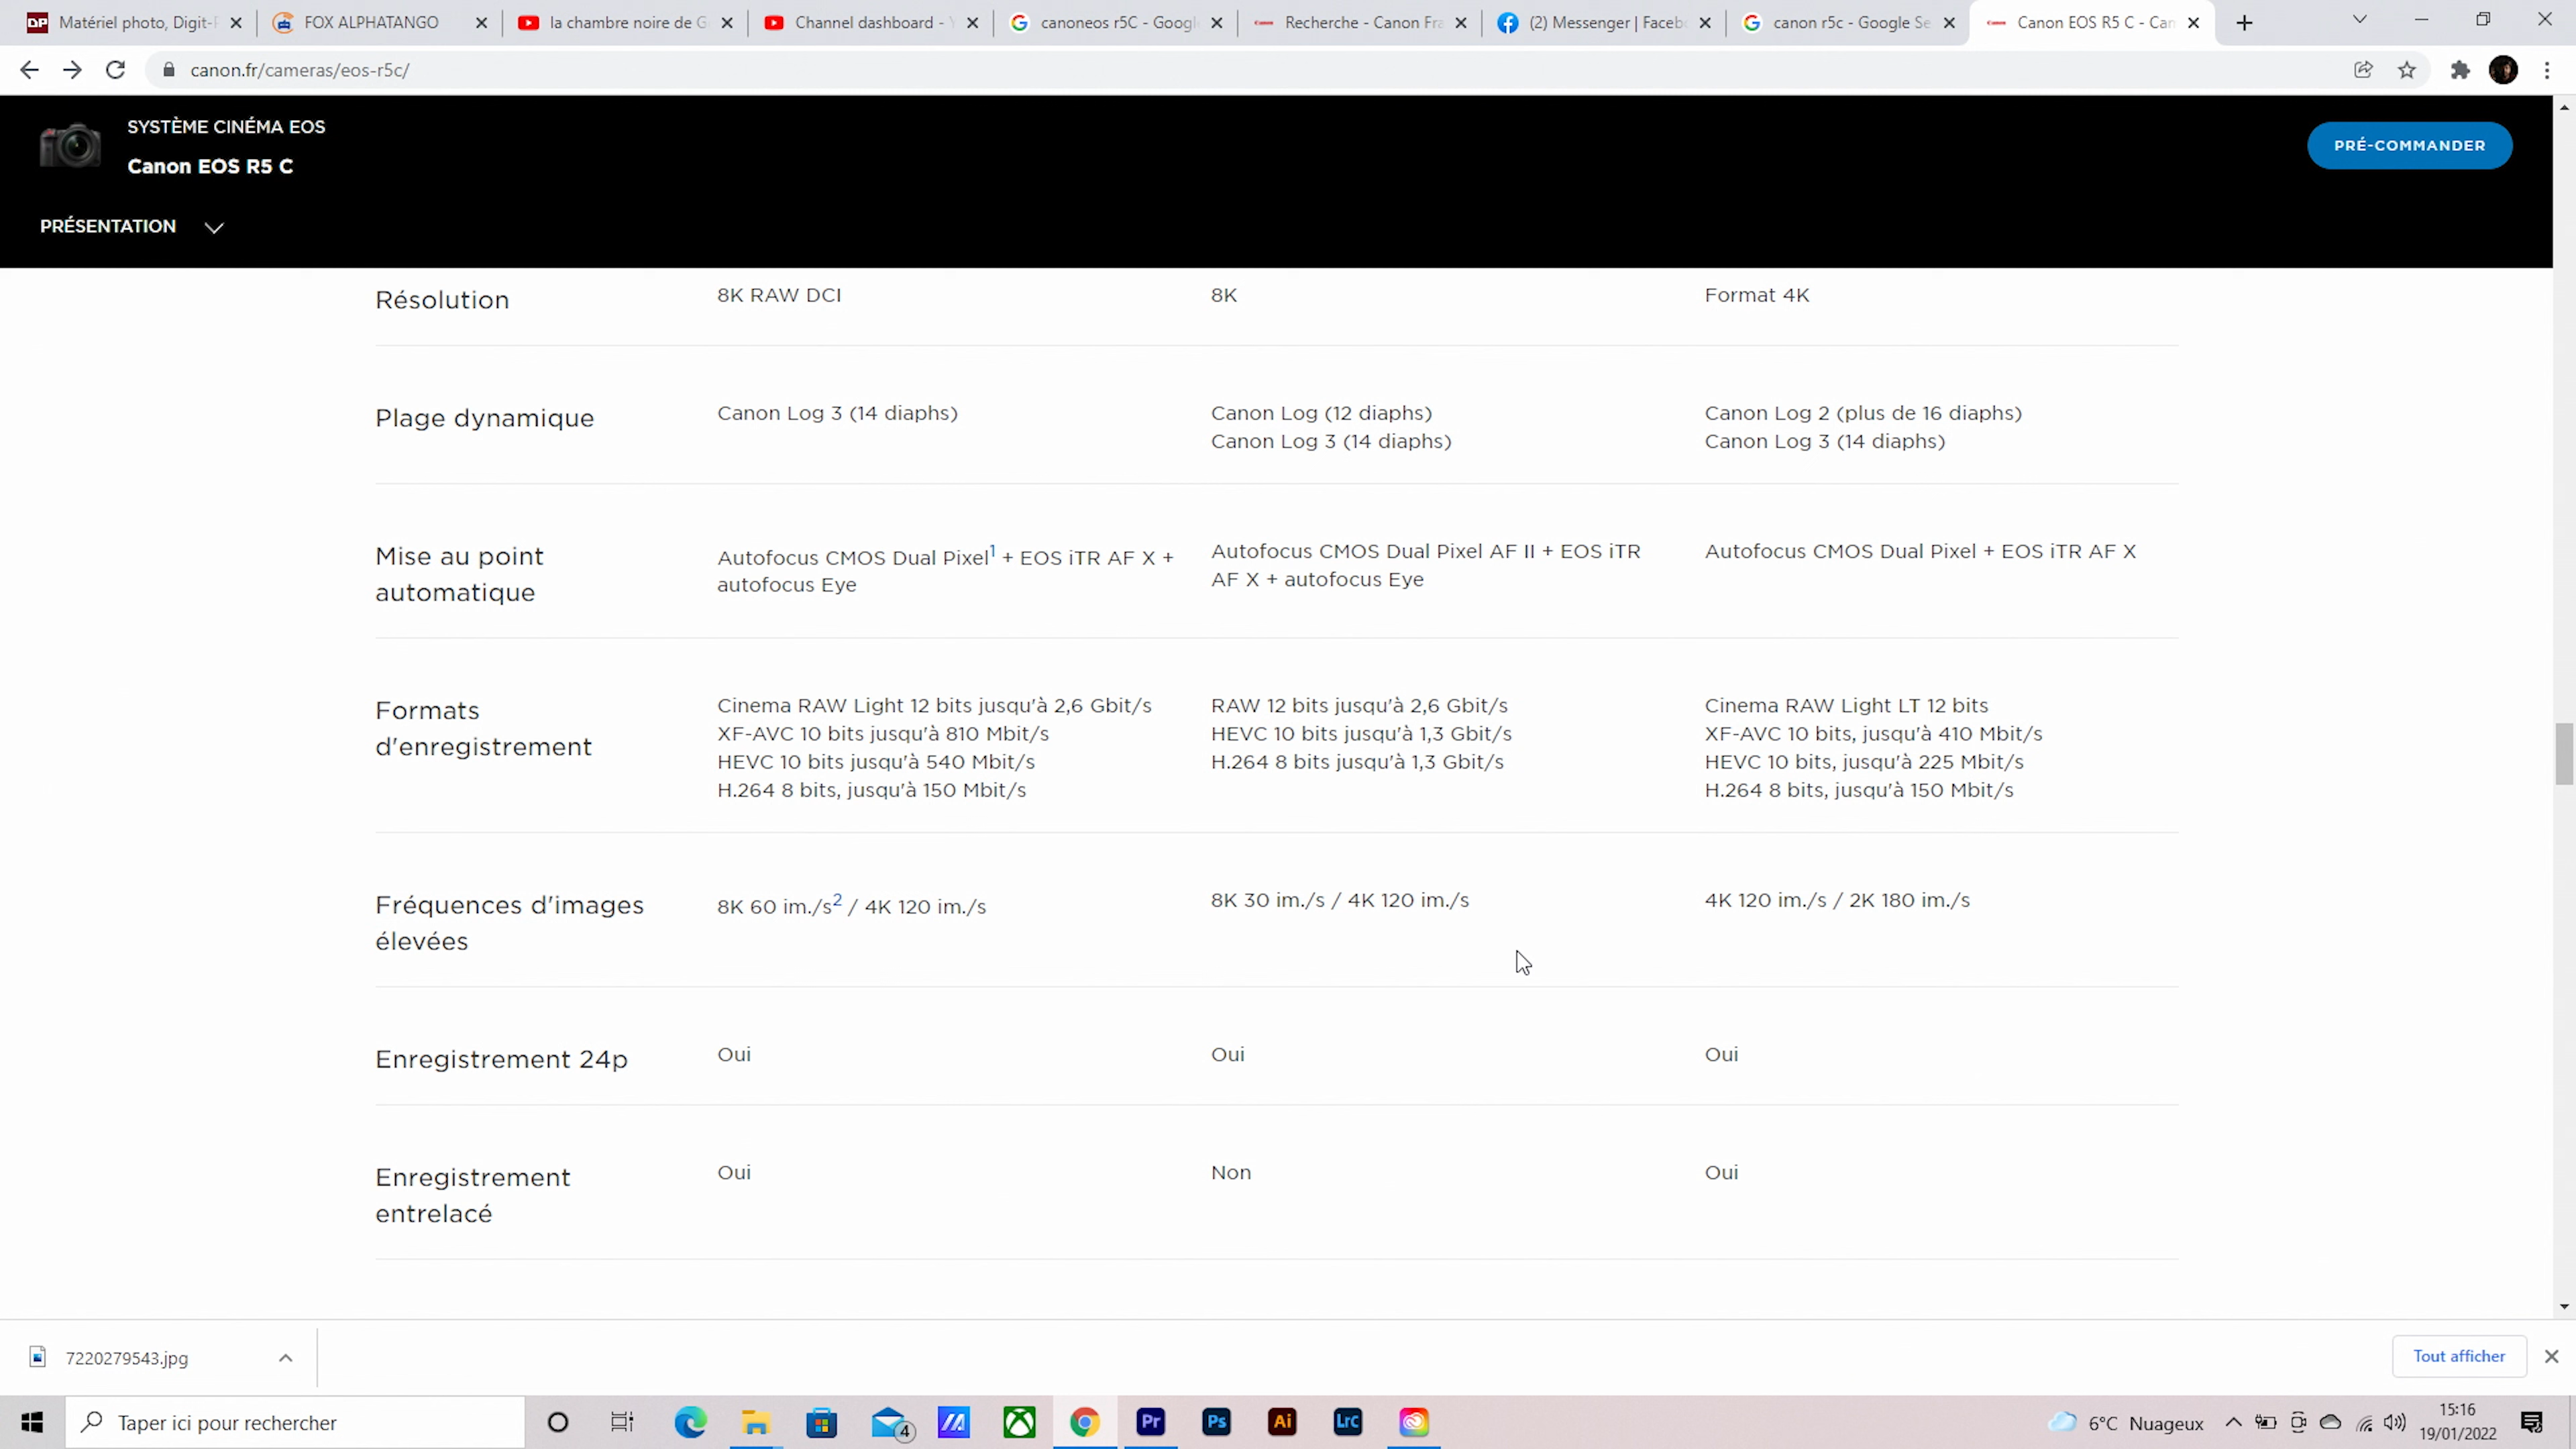 Matériel photo, Digit-P
FOX ALPHATANGO
la chambre noire de G
Channel dashboard - Y
canoneos r5C - Google
Recherche - Canon Fra
(2) Messenger | Facebo
canon r5c - Google Se
Canon EOS R5 C - Can
canon.fr/cameras/eos-r5c/
SYSTÈME CINÉMA EOS
Canon EOS R5 C
PRÉ-COMMANDER
PRÉSENTATION
Résolution
8K RAW DCI
8K
Format 4K
Plage dynamique
Canon Log 3 (14 diaphs)
Canon Log (12 diaphs)
Canon Log 3 (14 diaphs)
Canon Log 2 (plus de 16 diaphs)
Canon Log 3 (14 diaphs)
Mise au point
automatique
Autofocus CMOS Dual Pixel1 + EOS iTR AF X +
autofocus Eye
Autofocus CMOS Dual Pixel AF II + EOS iTR
AF X + autofocus Eye
Autofocus CMOS Dual Pixel + EOS iTR AF X
Formats
d'enregistrement
Cinema RAW Light 12 bits jusqu'à 2,6 Gbit/s
XF-AVC 10 bits jusqu'à 810 Mbit/s
HEVC 10 bits jusqu'à 540 Mbit/s
H.264 8 bits, jusqu'à 150 Mbit/s
RAW 12 bits jusqu'à 2,6 Gbit/s
HEVC 10 bits jusqu'à 1,3 Gbit/s
H.264 8 bits jusqu'à 1,3 Gbit/s
Cinema RAW Light LT 12 bits
XF-AVC 10 bits, jusqu'à 410 Mbit/s
HEVC 10 bits, jusqu'à 225 Mbit/s
H.264 8 bits, jusqu'à 150 Mbit/s
Fréquences d'images
élevées
8K 60 im./s2 / 4K 120 im./s
8K 30 im./s / 4K 120 im./s
4K 120 im./s / 2K 180 im./s
Enregistrement 24p
Oui
Oui
Oui
Enregistrement
entrelacé
Oui
Non
Oui
7220279543.jpg
Tout afficher
Taper ici pour rechercher
4
Pr
Ps
Ai
LrC
6°C Nuageux
15:16
19/01/2022